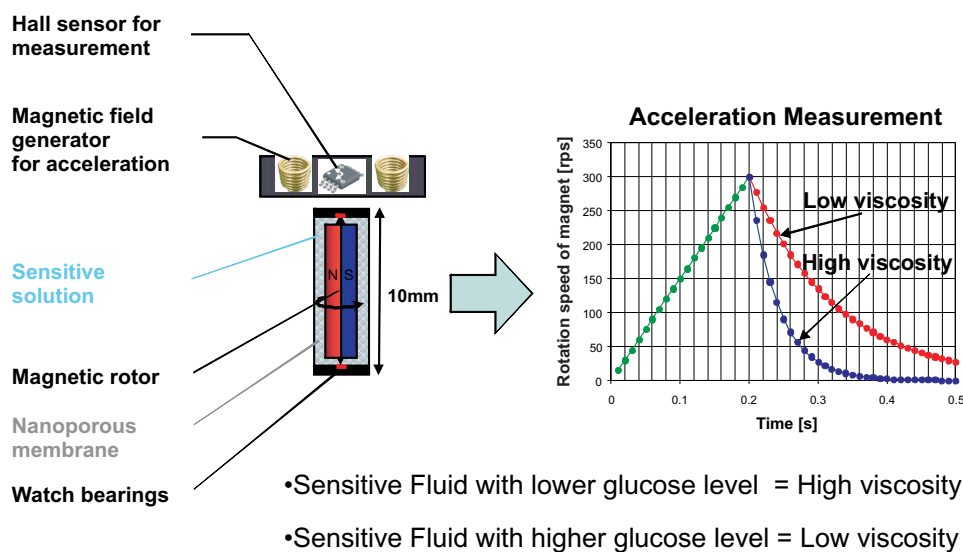 Hall sensor for
measurement
Magnetic field
generator
for acceleration
Sensitive
solution
Magnetic rotor
Nanoporous
membrane
Watch bearings
N S
10mm
Acceleration Measurement
Rotation speed of magnet [rps]
350
300
250
200
150
100
50
0
Low viscosity
High viscosity
0 0.1 0.2 0.3 0.4 0.5
Time [s]
•Sensitive Fluid with lower glucose level = High viscosity
•Sensitive Fluid with higher glucose level = Low viscosity